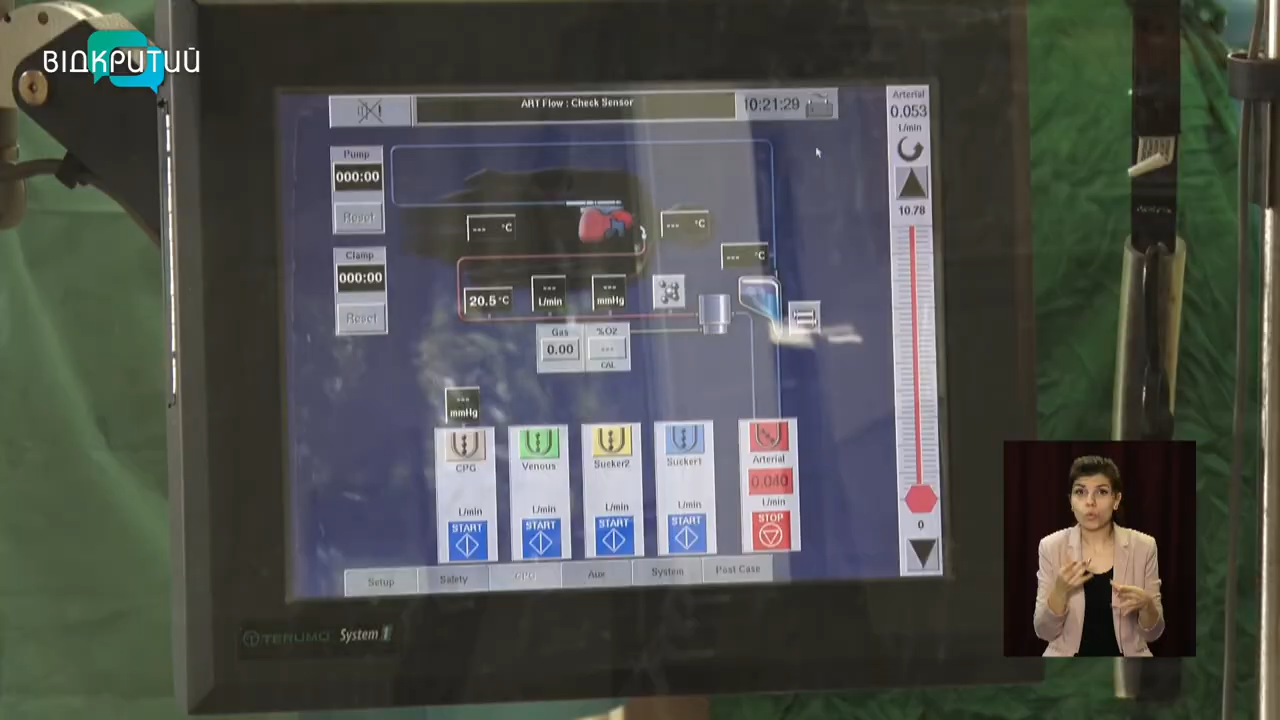 ВІДКРИТИЙ
ART Flow : Check Sensor
10:21:29
Arterial
0.053
L/min
10.78
0
Pump
000:00
Reset
Clamp
000:00
Reset
--- °C
--- °C
--- °C
20.5°C
---
L/min
---
mmHg
Gas
0.00
%O2
---
CAL
---
mmHg
CPG
L/min
START
Venous
L/min
START
Sucker2
L/min
START
Sucker1
L/min
START
Arterial
0.040
L/min
STOP
Setup
Safety
CPG
Aux
System
Post Case
TERUMO System 1